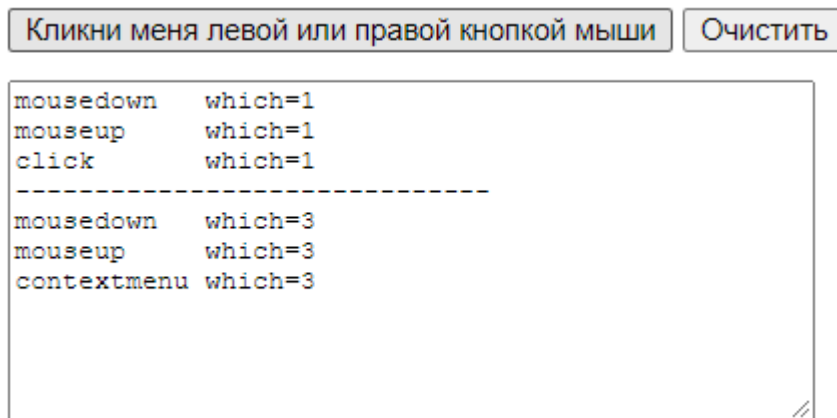 Кликни меня левой или правой кнопкой мыши Очистить
mousedown which=1
mouseup which=1
click which=1
------------------------------
mousedown which=3
mouseup which=3
contextmenu which=3